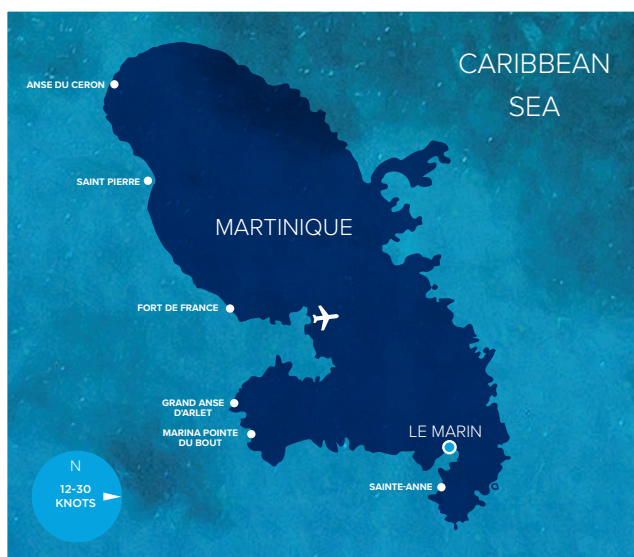 CARIBBEAN
SEA
ANSE DU CERON
SAINT PIERRE
MARTINIQUE
FORT DE FRANCE
GRAND ANSE
D'ARLET
MARINA POINTE
DU BOUT
LE MARIN
SAINTE-ANNE
N
12-30
KNOTS